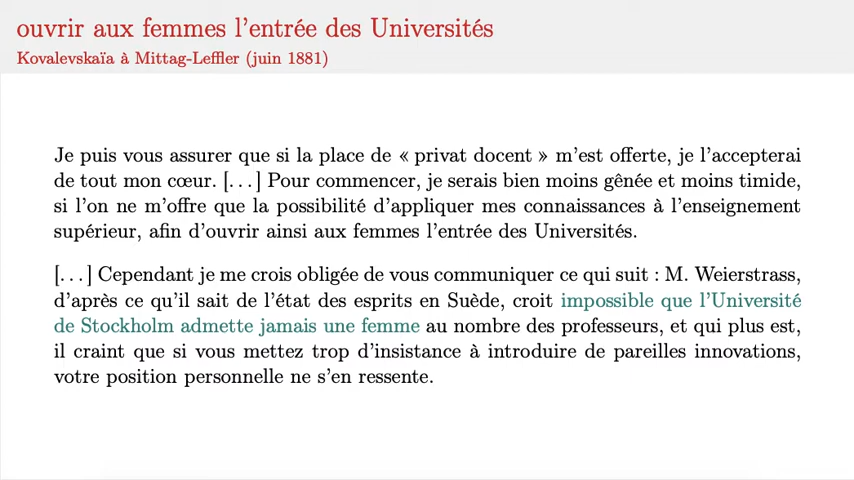 ouvrir aux femmes l'entrée des Universités
Kovalevskaïa à Mittag-Leffler (juin 1881)
Je puis vous assurer que si la place de « privat docent » m'est offerte, je l'accepterai
de tout mon cœur. [...] Pour commencer, je serais bien moins gênée et moins timide,
si l'on ne m'offre que la possibilité d'appliquer mes connaissances à l'enseignement
supérieur, afin d'ouvrir ainsi aux femmes l'entrée des Universités.
[...] Cependant je me crois obligée de vous communiquer ce qui suit : M. Weierstrass,
d'après ce qu'il sait de l'état des esprits en Suède, croit impossible que l'Université
de Stockholm admette jamais une femme au nombre des professeurs, et qui plus est,
il craint que si vous mettez trop d'insistance à introduire de pareilles innovations,
votre position personnelle ne s'en ressente.